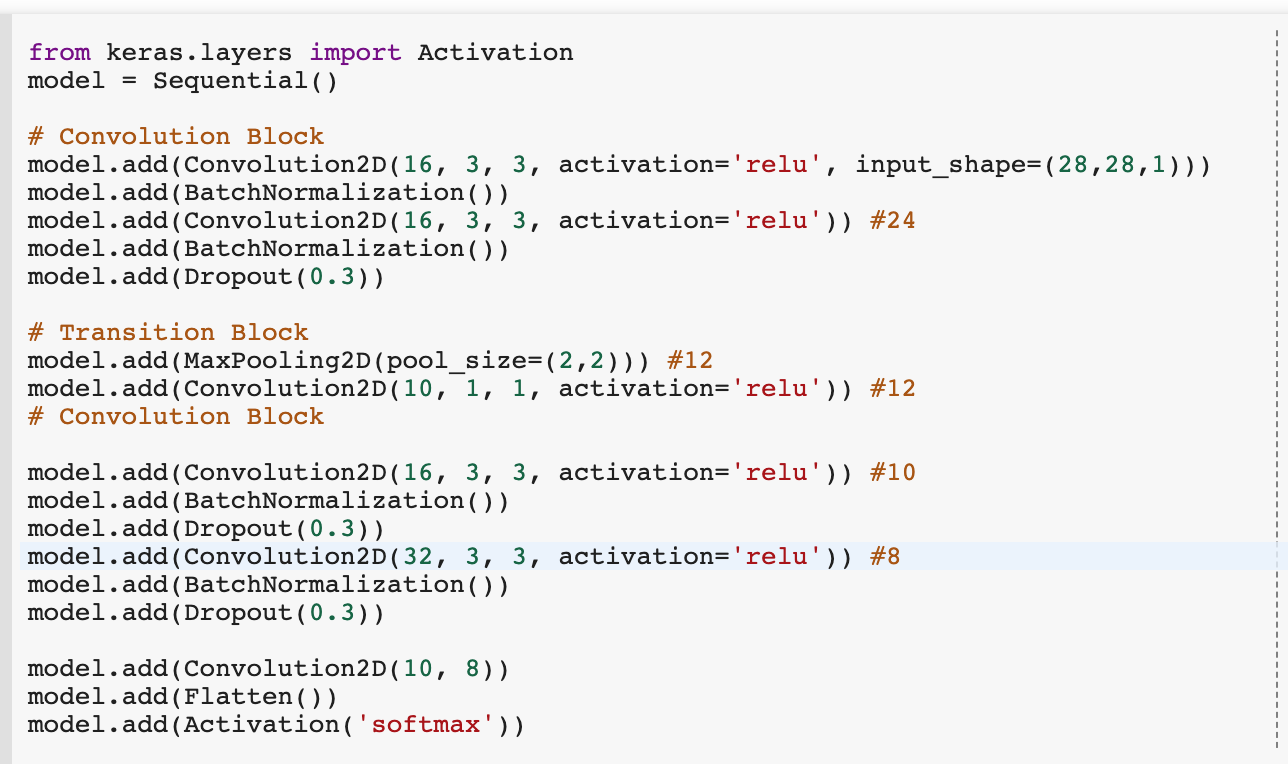 from keras.layers import Activation
model = Sequential()
# Convolution Block
model.add(Convolution2D(16, 3, 3, activation='relu', input_shape=(28,28,1)))
model.add(BatchNormalization())
model.add(Convolution2D(16, 3, 3, activation='relu')) #24
model.add(BatchNormalization())
model.add(Dropout(0.3))
# Transition Block
model.add(MaxPooling2D(pool_size=(2,2))) #12
model.add(Convolution2D(10, 1, 1, activation='relu')) #12
# Convolution Block
model.add(Convolution2D(16, 3, 3, activation='relu')) #10
model.add(BatchNormalization())
model.add(Dropout(0.3))
model.add(Convolution2D(32, 3, 3, activation='relu')) #8
model.add(BatchNormalization())
model.add(Dropout(0.3))
model.add(Convolution2D(10, 8))
model.add(Flatten())
model.add(Activation('softmax'))